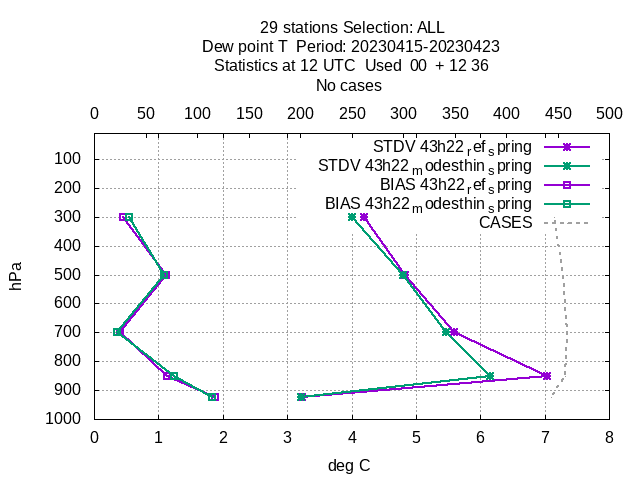 29 stations Selection: ALL
Dew point T  Period: 20230415-20230423
Statistics at 12 UTC  Used  00  + 12 36
No cases
0 50 100 150 200 250 300 350 400 450 500
STDV 43h22_ref_spring
STDV 43h22_modesthin_spring
BIAS 43h22_ref_spring
BIAS 43h22_modesthin_spring
CASES
100
200
300
400
500
600
700
800
900
1000
hPa
0 1 2 3 4 5 6 7 8
deg C